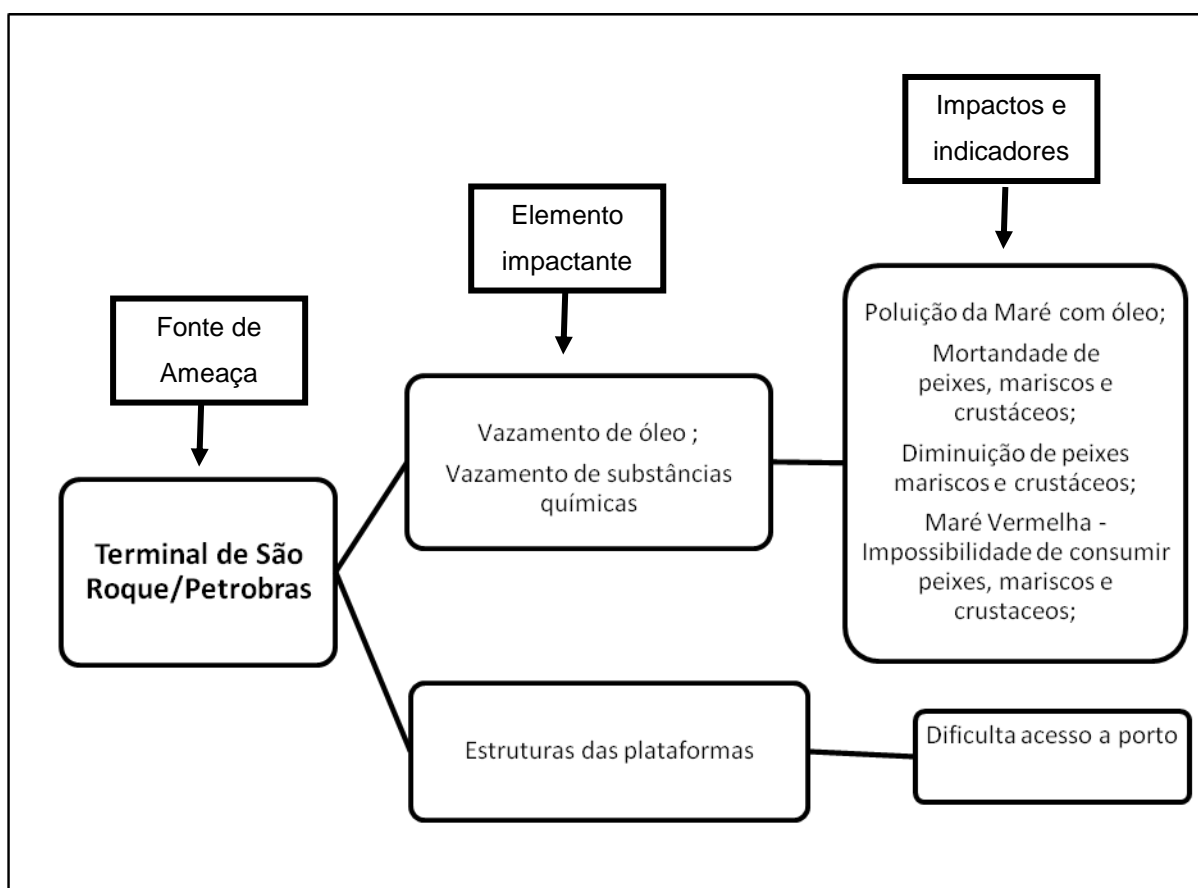 Impactos e
indicadores
Elemento
impactante
Fonte de
Ameaça
Terminal de São
Roque/Petrobras
Vazamento de óleo ;
Vazamento de substâncias
químicas
Poluição da Maré com óleo;
Mortandade de
peixes, mariscos e
crustáceos;
Diminuição de peixes
mariscos e crustáceos;
Maré Vermelha -
Impossibilidade de consumir
peixes, mariscos e
crustaceos;
Estruturas das plataformas
Dificulta acesso a porto